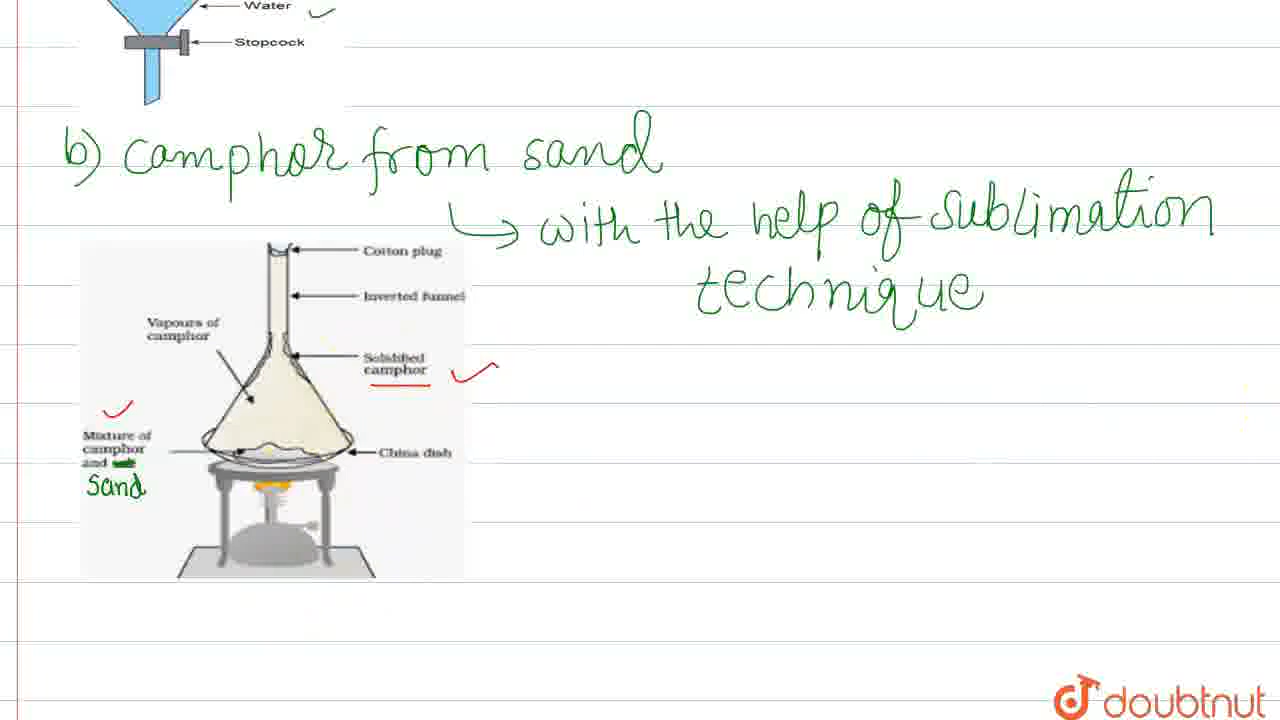 Water
Stopcock
b) camphor from sand
→ with the help of sublimation
technique
Cotton plug
Inverted funnel
Vapours of
camphor
Solidified
camphor
Mixture of
camphor
and
sand
China dish
doubtnut